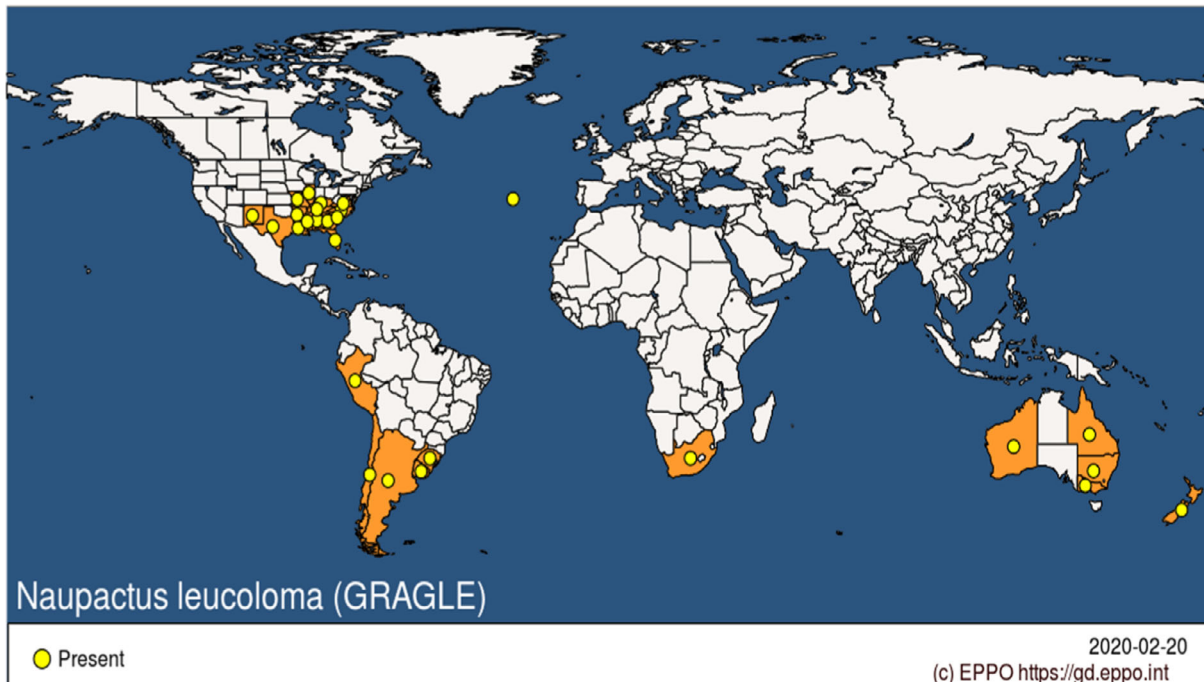 Naupactus leucoloma (GRAGLE)
Present
2020-02-20
(c) EPPO https://gd.eppo.int